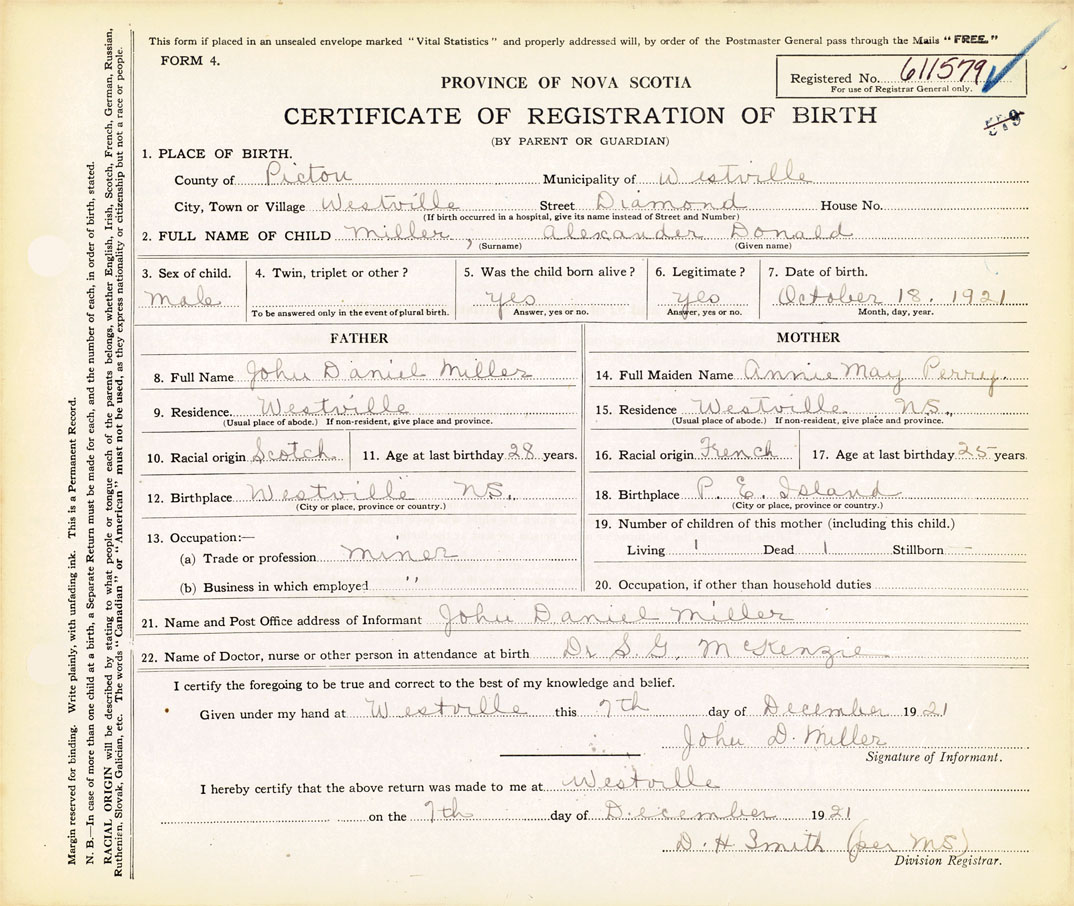 This form if placed in an unsealed envelope marked "Vital Statistics" and properly addressed will, by order of the Postmaster General pass through the Mails "FREE."
FORM 4.
Registered No. 611579
For use of Registrar General only.
PROVINCE OF NOVA SCOTIA
CERTIFICATE OF REGISTRATION OF BIRTH
(BY PARENT OR GUARDIAN)
1. PLACE OF BIRTH.
County of Pictou Municipality of Westville
City, Town or Village Westville Street Diamond House No.
(If birth occurred in a hospital, give its name instead of Street and Number)
2. FULL NAME OF CHILD Miller, Alexander Donald
(Surname) (Given name)
3. Sex of child. 4. Twin, triplet or other? 5. Was the child born alive? 6. Legitimate? 7. Date of birth.
Male yes yes October 18. 1921
To be answered only in the event of plural birth. Answer, yes or no. Answer, yes or no. Month, day, year.
FATHER
8. Full Name John Daniel Miller
9. Residence. Westville
(Usual place of abode.) If non-resident, give place and province.
10. Racial origin Scotch 11. Age at last birthday 28 years.
12. Birthplace Westville NS.
(City or place, province or country.)
13. Occupation:—
(a) Trade or profession miner
(b) Business in which employed "
MOTHER
14. Full Maiden Name Annie May Perry.
15. Residence Westville NS.
(Usual place of abode.) If non-resident, give place and province.
16. Racial origin French 17. Age at last birthday 25 years.
18. Birthplace P. E. Island
(City or place, province or country.)
19. Number of children of this mother (including this child.)
Living 1 Dead 1 Stillborn —
20. Occupation, if other than household duties
21. Name and Post Office address of Informant John Daniel Miller
22. Name of Doctor, nurse or other person in attendance at birth Dr S. G. McKenzie
I certify the foregoing to be true and correct to the best of my knowledge and belief.
Given under my hand at Westville this 7th day of December 1921
John D. Miller
Signature of Informant.
I hereby certify that the above return was made to me at Westville
on the 7th day of December 1921
D. H. Smith (per MS)
Division Registrar.
Margin reserved for binding. Write plainly, with unfading ink. This is a Permanent Record.
N. B.—In case of more than one child at a birth, a Separate Return must be made for each, and the number of each, in order of birth, stated.
RACIAL ORIGIN will be described by stating to what people or tongue each of the parents belongs, whether English, Irish, Scotch, French, German, Russian,
Ruthenien, Slovak, Galician, etc. The words "Canadian" or "American" must not be used, as they express nationality or citizenship but not a race or people.